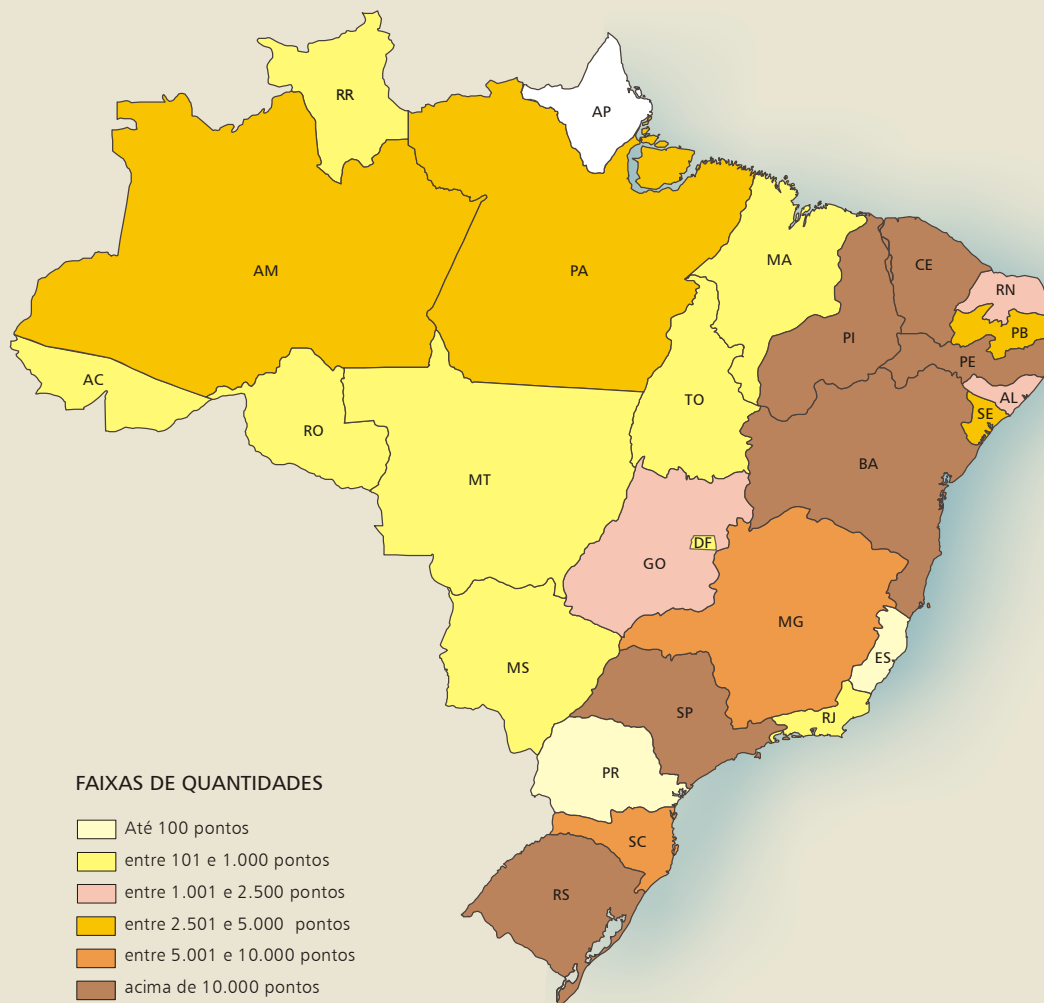 RR
AP
AM
PA
MA
CE
RN
PI
PB
PE
AC
TO
AL
SE
RO
BA
MT
DF
GO
MG
ES
MS
SP
RJ
PR
SC
RS
FAIXAS DE QUANTIDADES
Até 100 pontos
entre 101 e 1.000 pontos
entre 1.001 e 2.500 pontos
entre 2.501 e 5.000 pontos
entre 5.001 e 10.000 pontos
acima de 10.000 pontos